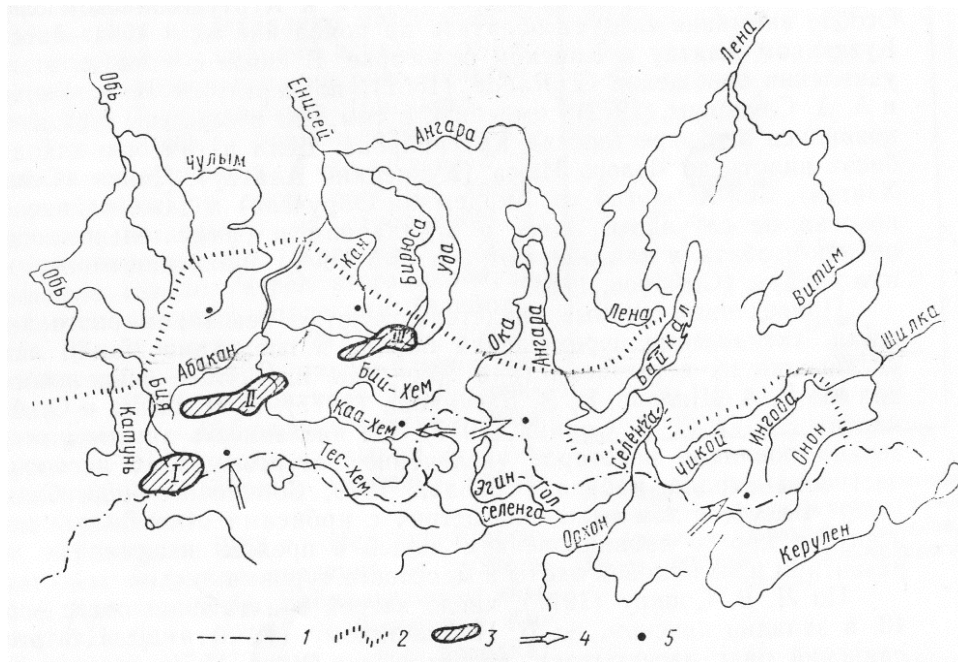 Обь
Енисей
Лена
Ангара
Чулым
Кан
Бирюса
Уда
Обь
Ока
Ангара
Лена
Байкал
Витим
Шилка
III
Абакан
Бия
II
Бий-Хем
Катунь
Каа-Хем
Селенга
Чикой
Ингода
Онон
I
Тес-Хем
Эгин-Гол
Селенга
Орхон
Керулен
1 2 3 4 5